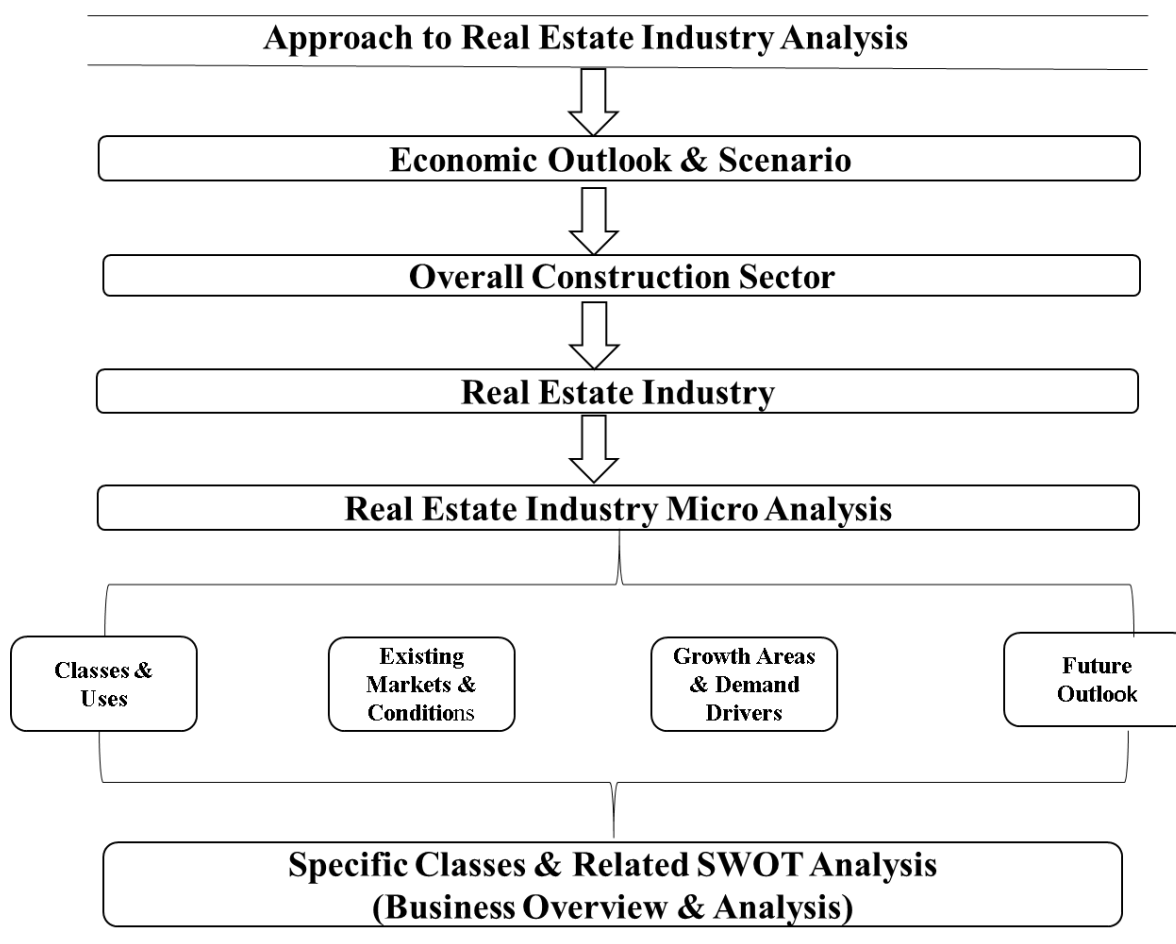 Approach to Real Estate Industry Analysis
Economic Outlook & Scenario
Overall Construction Sector
Real Estate Industry
Real Estate Industry Micro Analysis
Classes &
Uses
Existing
Markets &
Conditions
Growth Areas
& Demand
Drivers
Future
Outlook
Specific Classes & Related SWOT Analysis
(Business Overview & Analysis)